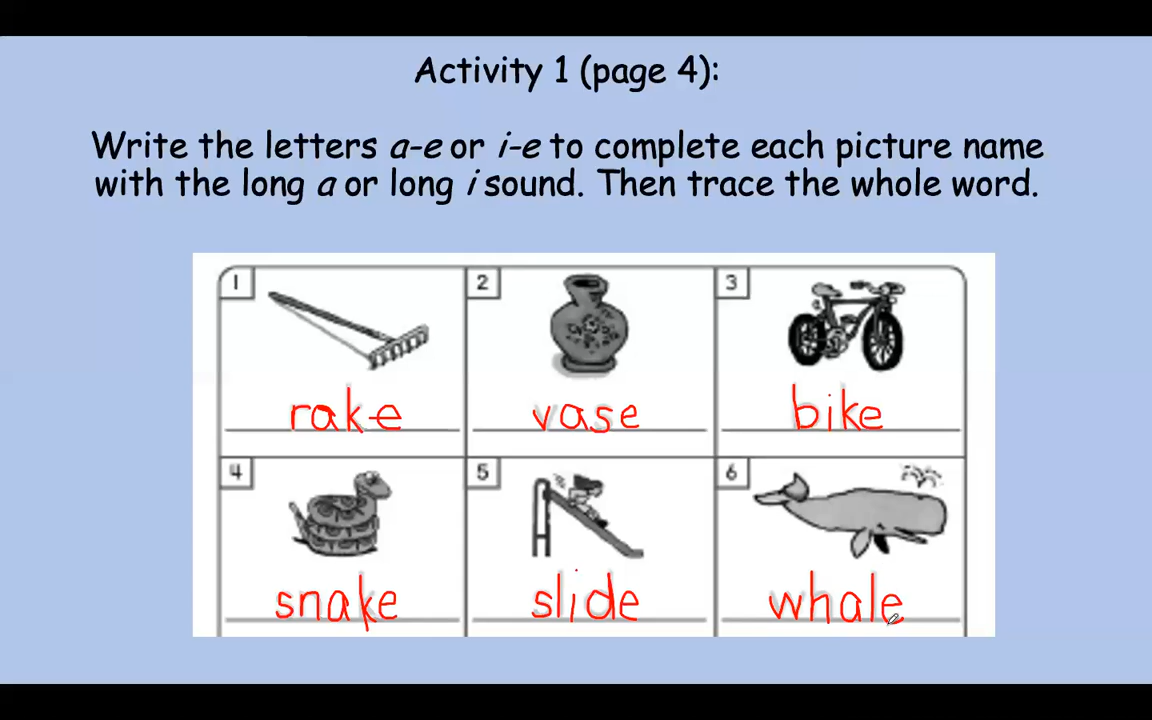 Activity 1 (page 4):
Write the letters a-e or i-e to complete each picture name
with the long a or long i sound. Then trace the whole word.
1 2 3
rake vase bike
4 5 6
snake slide whale